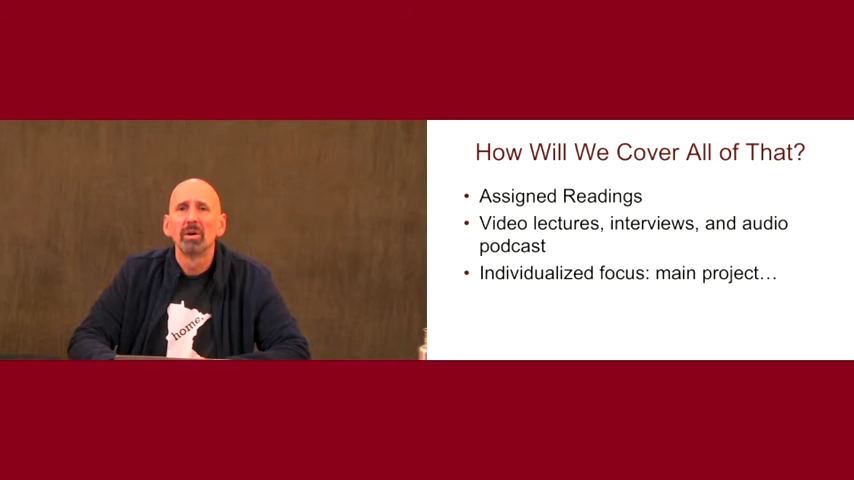 How Will We Cover All of That?
• Assigned Readings
• Video lectures, interviews, and audio
podcast
• Individualized focus: main project…
home.